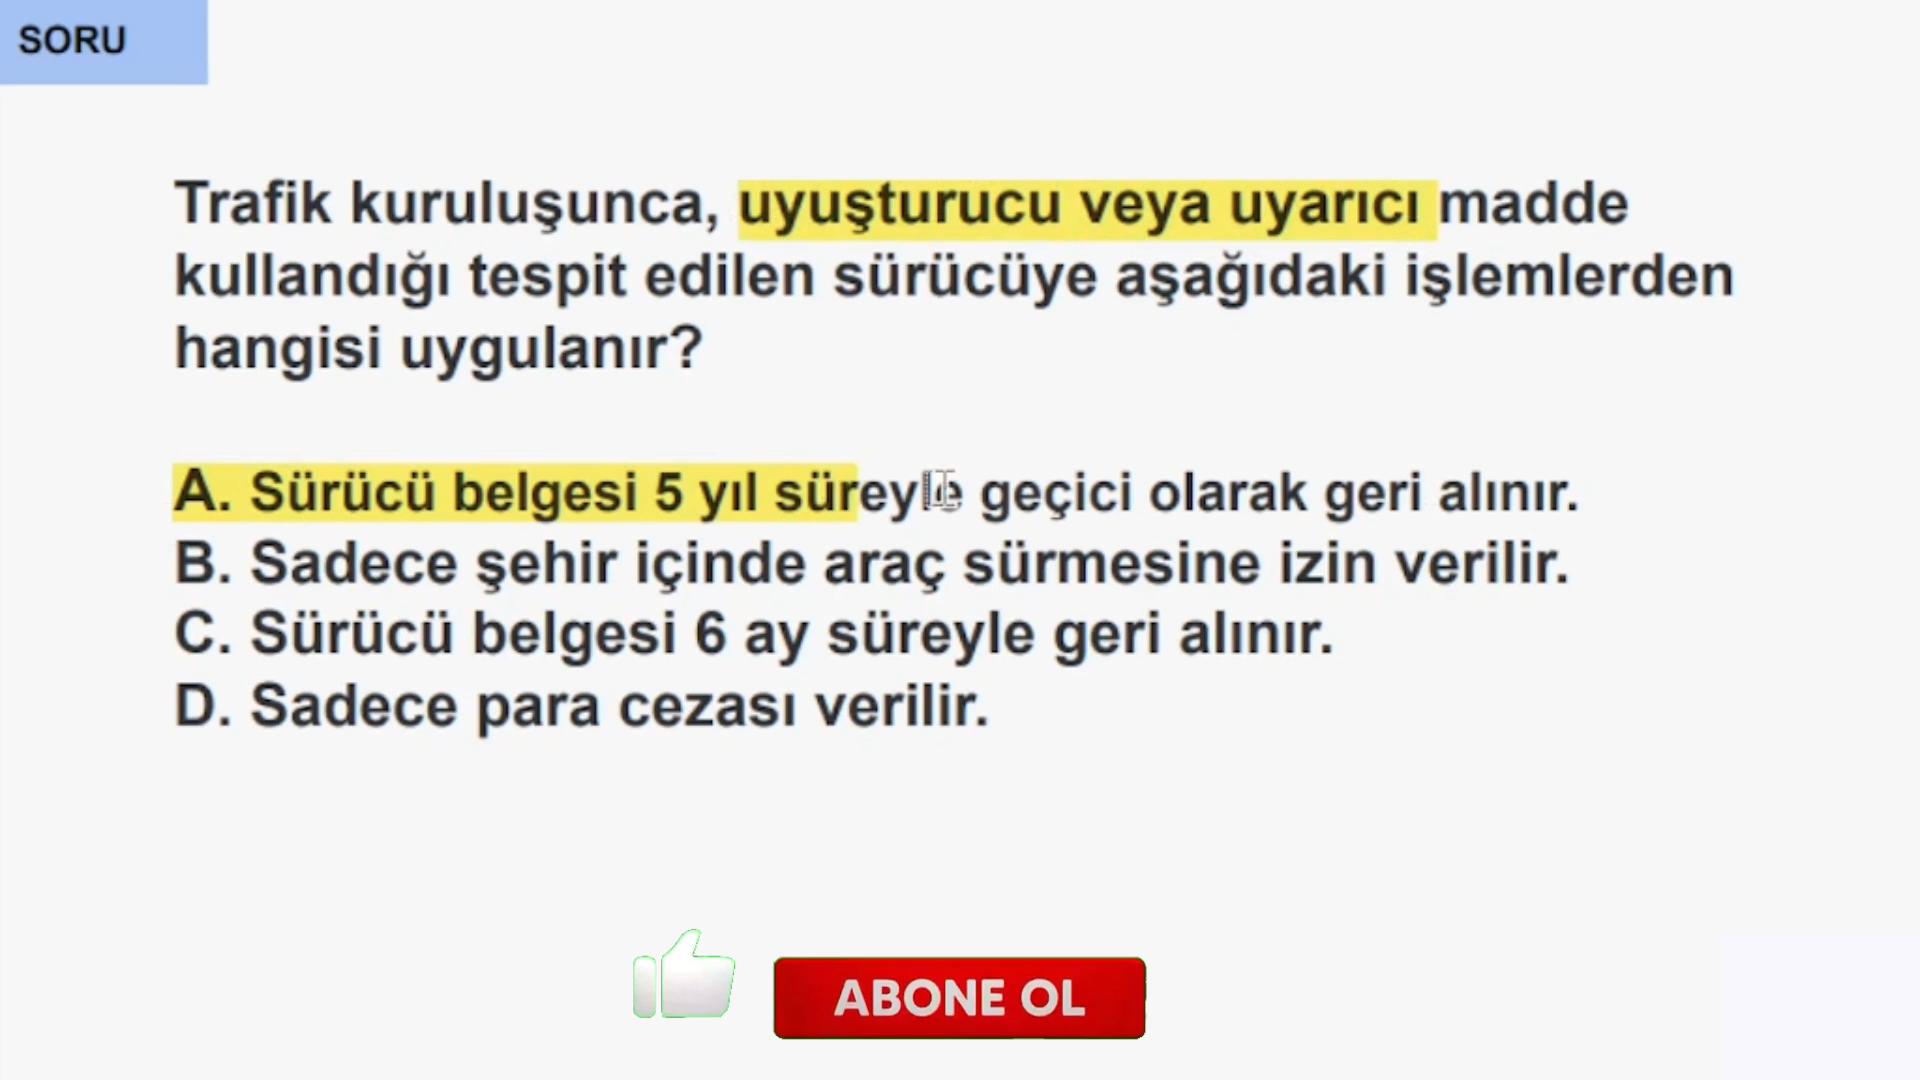 SORU
Trafik kuruluşunca, uyuşturucu veya uyarıcı madde
kullandığı tespit edilen sürücüye aşağıdaki işlemlerden
hangisi uygulanır?
A. Sürücü belgesi 5 yıl süreyle geçici olarak geri alınır.
B. Sadece şehir içinde araç sürmesine izin verilir.
C. Sürücü belgesi 6 ay süreyle geri alınır.
D. Sadece para cezası verilir.
ABONE OL